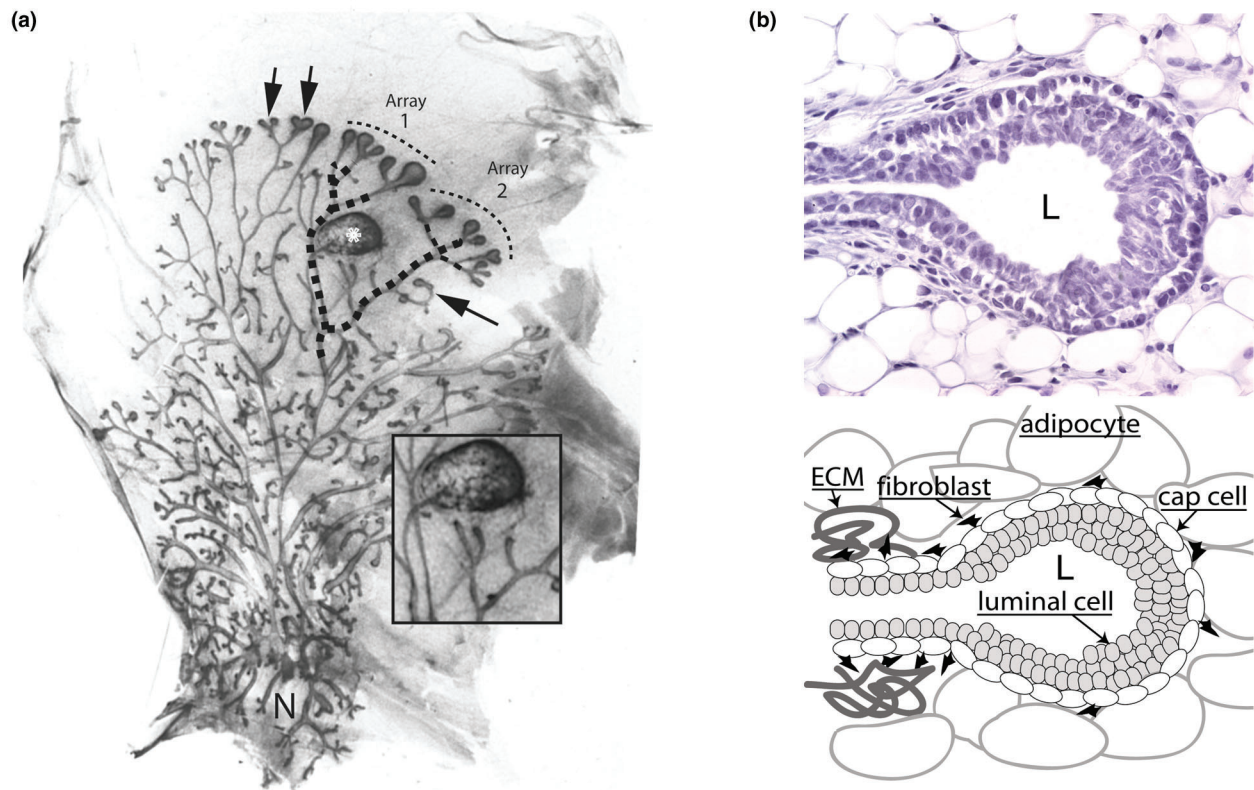 (a)
Array
1
Array
2
*
N
(b)
L
adipocyte
ECM
fibroblast
cap cell
L
luminal cell